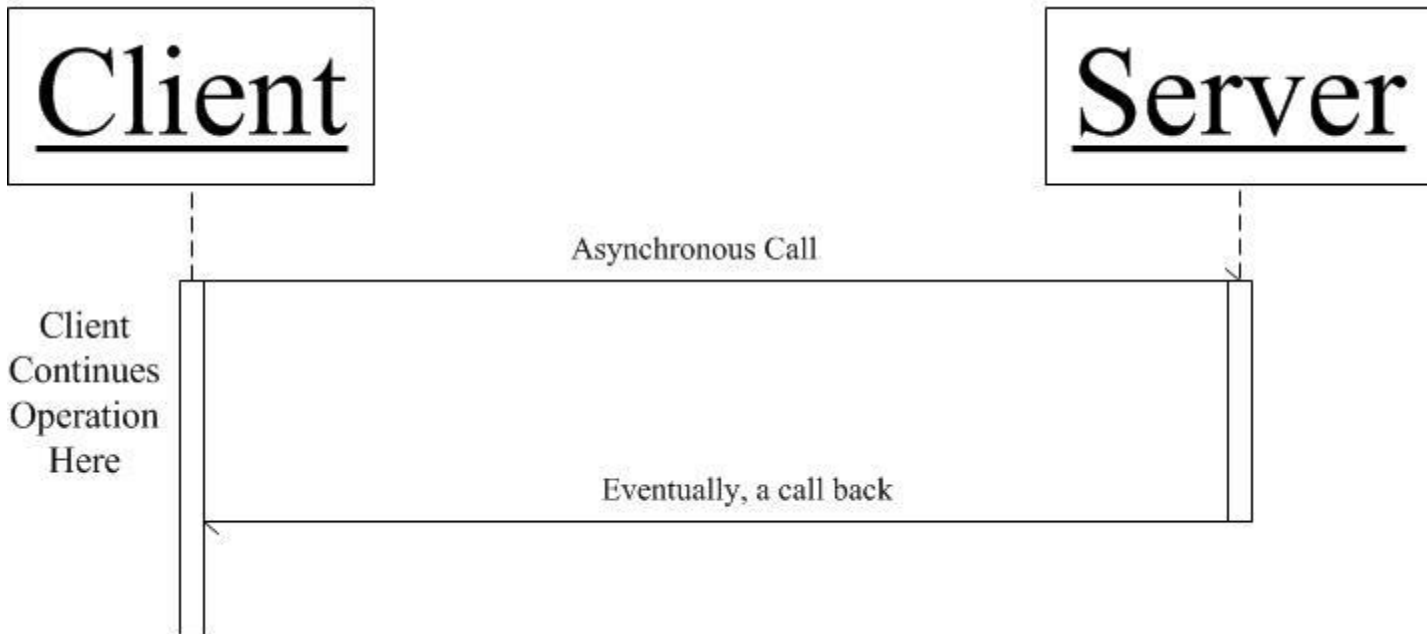 Client
Server
Asynchronous Call
Client
Continues
Operation
Here
Eventually, a call back